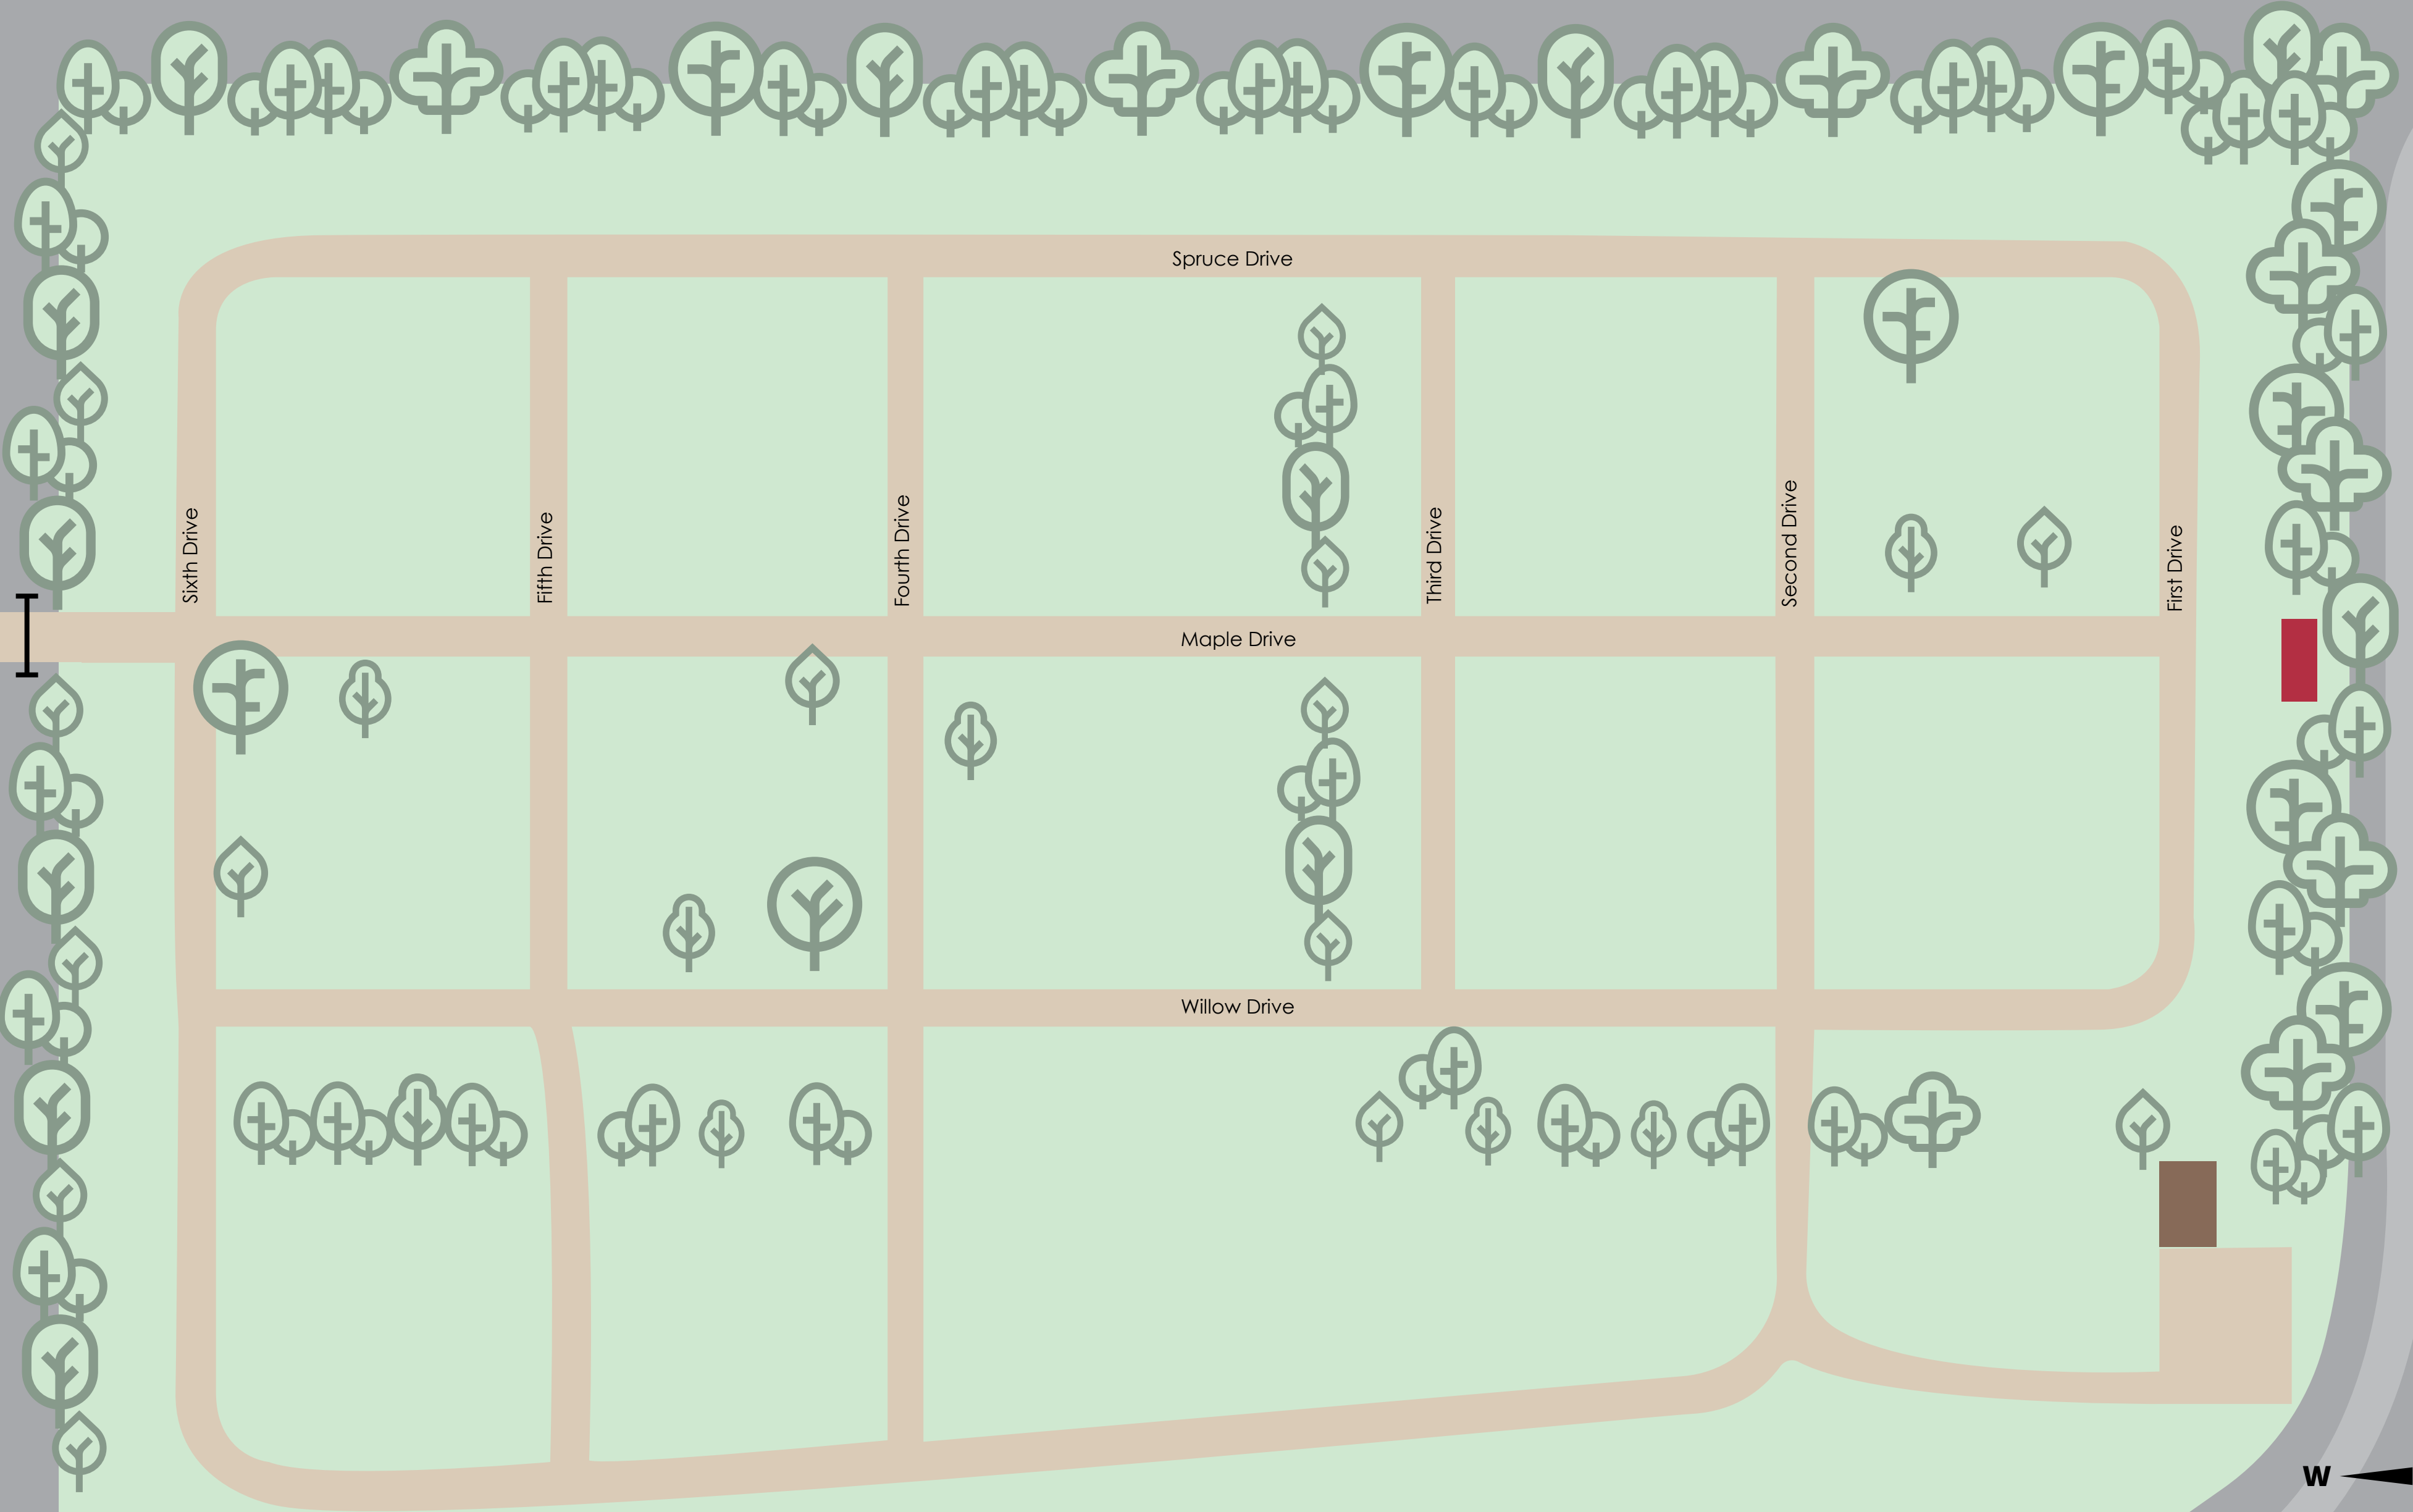 Spruce Drive
Sixth Drive
Fifth Drive
Fourth Drive
Third Drive
Second Drive
First Drive
Maple Drive
Willow Drive
W